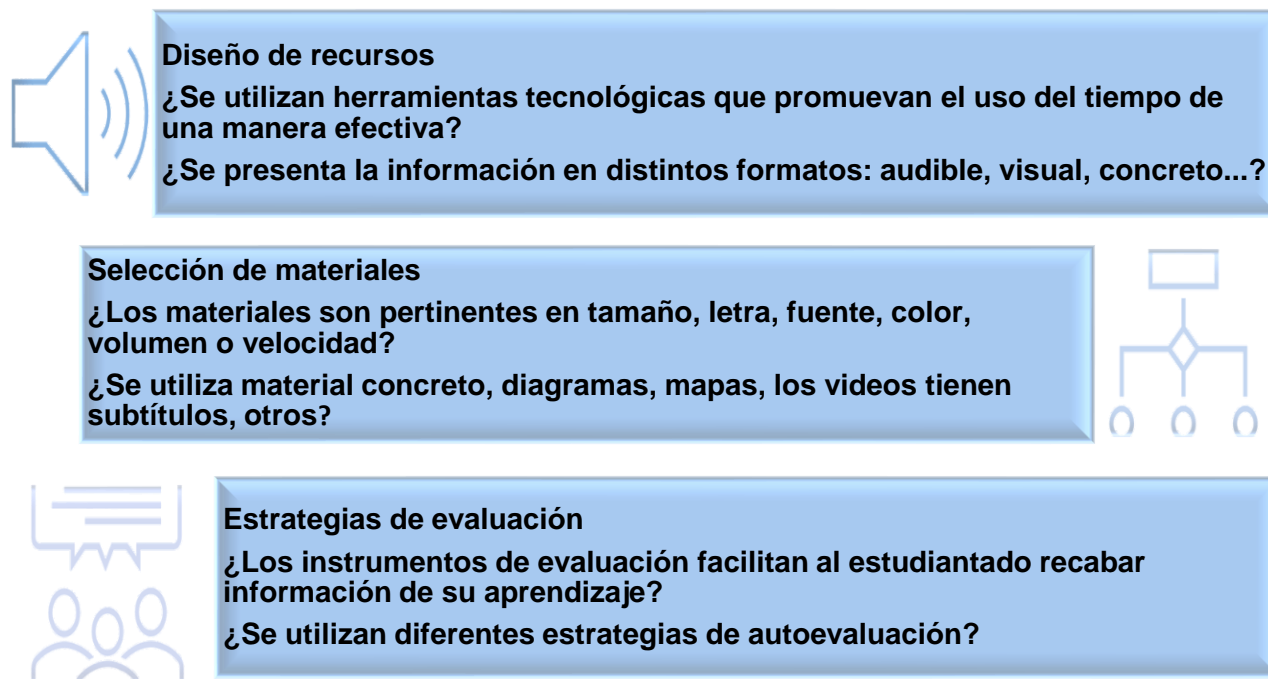 Diseño de recursos
¿Se utilizan herramientas tecnológicas que promuevan el uso del tiempo de
una manera efectiva?
¿Se presenta la información en distintos formatos: audible, visual, concreto...?
Selección de materiales
¿Los materiales son pertinentes en tamaño, letra, fuente, color,
volumen o velocidad?
¿Se utiliza material concreto, diagramas, mapas, los videos tienen
subtítulos, otros?
Estrategias de evaluación
¿Los instrumentos de evaluación facilitan al estudiantado recabar
información de su aprendizaje?
¿Se utilizan diferentes estrategias de autoevaluación?